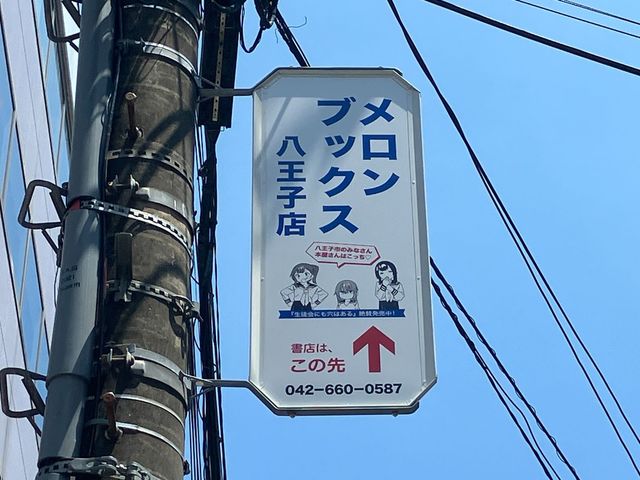 メロン
ブックス
八王子店
八王子市のみなさん
本屋さんはこっち♡
『生徒会にも穴はある』絶賛発売中!
書店は、
この先
042-660-0587